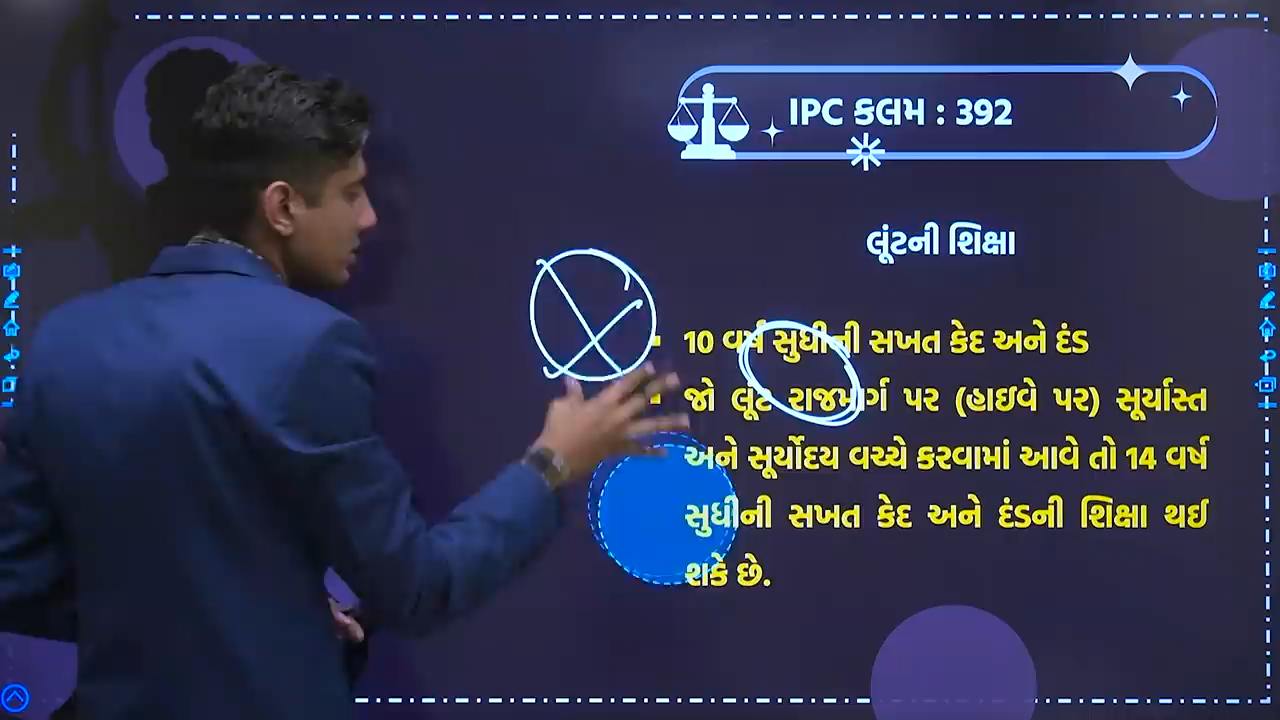 IPC કલમ : 392
લૂંટની શિક્ષા
10 વર્ષ સુધીની સખત કેદ અને દંડ
જો લૂંટ રાજમાર્ગ પર (હાઇવે પર) સૂર્યાસ્ત
અને સૂર્યોદય વચ્ચે કરવામાં આવે તો 14 વર્ષ
સુધીની સખત કેદ અને દંડની શિક્ષા થઈ
શકે છે.